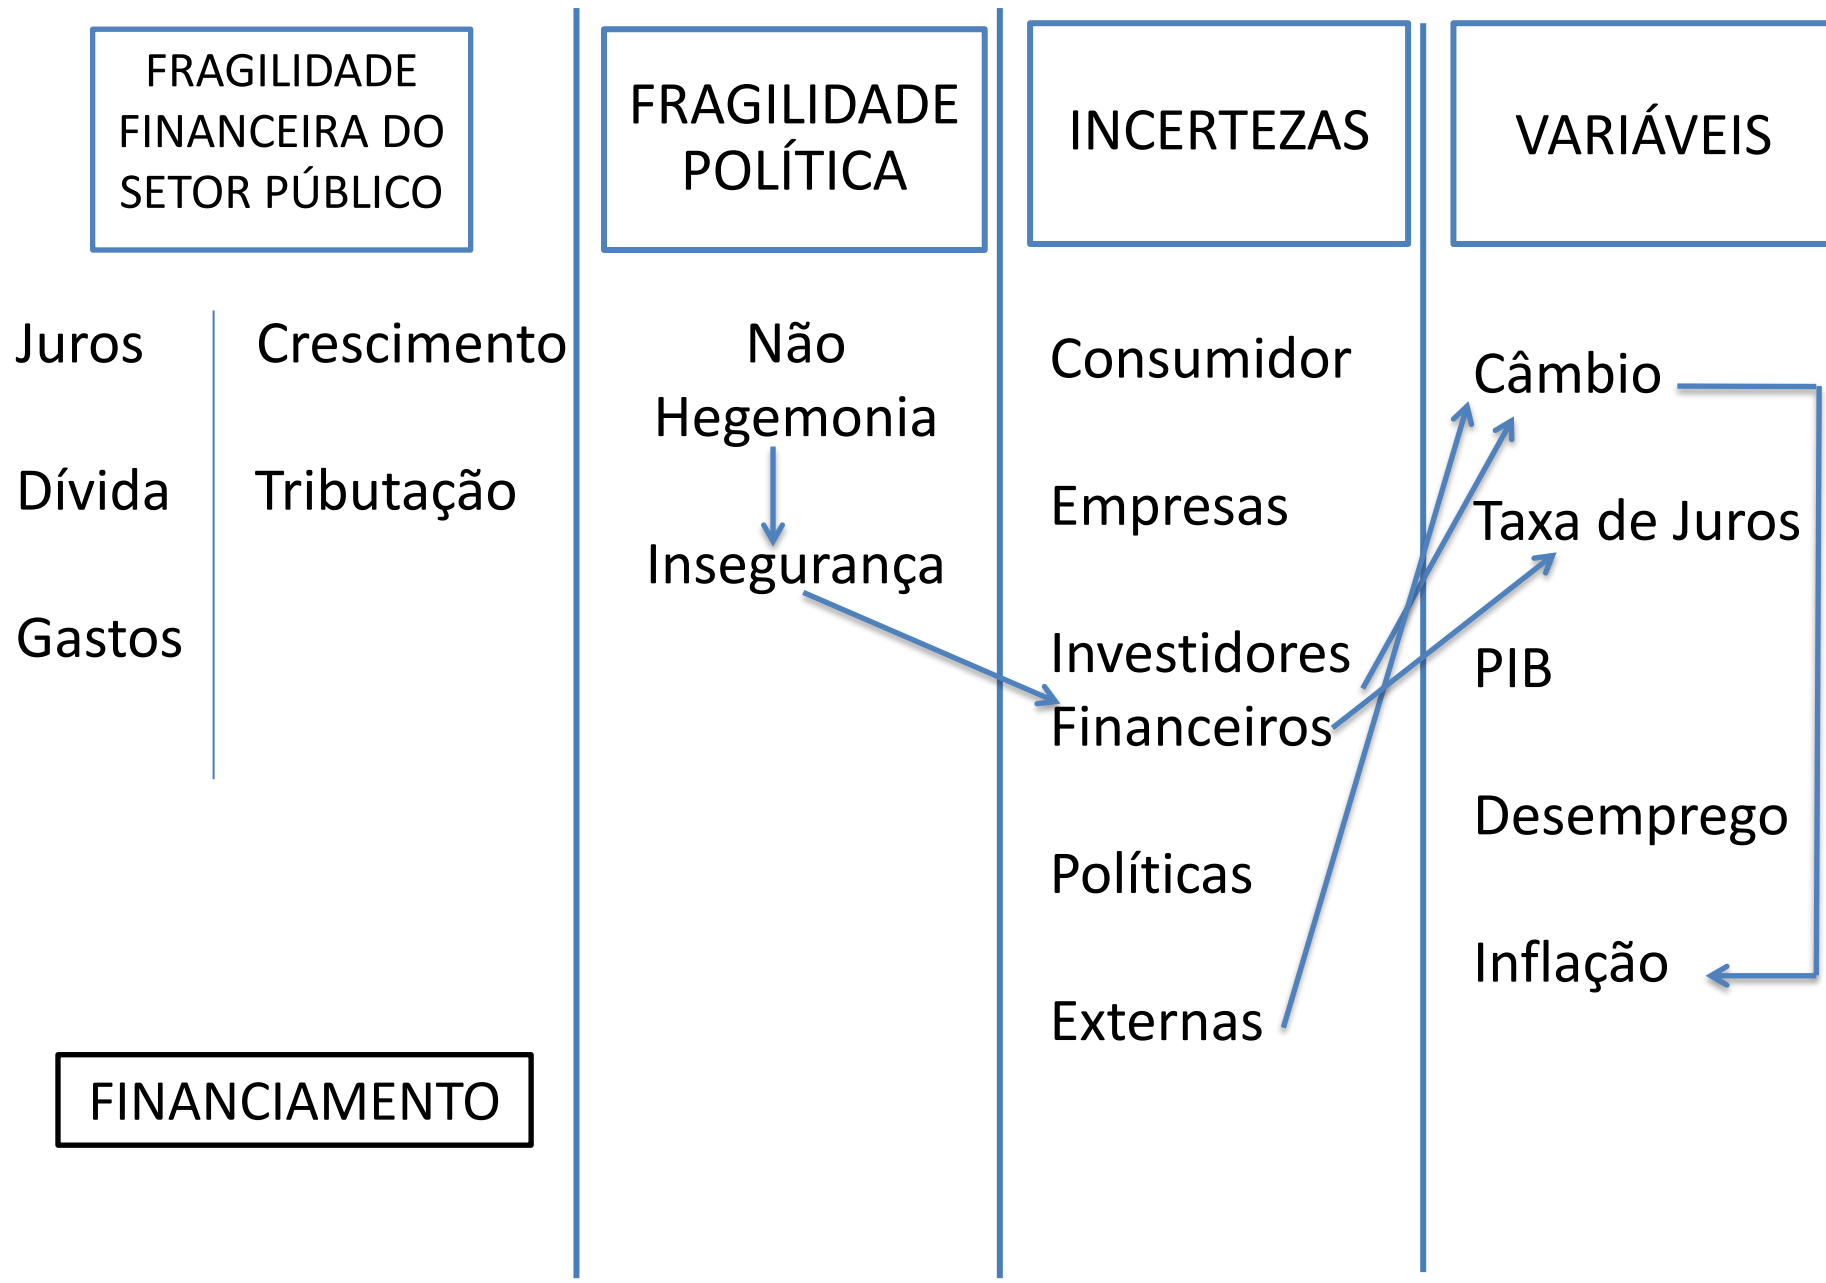 FRAGILIDADE
FINANCEIRA DO
SETOR PÚBLICO
Juros
Dívida
Gastos
Crescimento
Tributação
FINANCIAMENTO
FRAGILIDADE
POLÍTICA
Não
Hegemonia
Insegurança
INCERTEZAS
Consumidor
Empresas
Investidores
Financeiros
Políticas
Externas
VARIÁVEIS
Câmbio
Taxa de Juros
PIB
Desemprego
Inflação